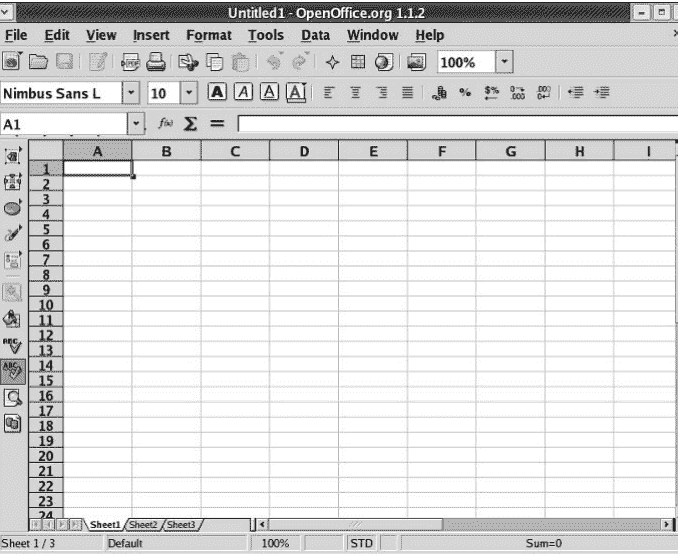 Untitled1 - OpenOffice.org 1.1.2
File Edit View Insert Format Tools Data Window Help
100%
Nimbus Sans L 10 A A A A % $%
A1 f(x) Σ =
A B C D E F G H I
1
2
3
4
5
6
7
8
9
10
11
12
13
14
15
16
17
18
19
20
21
22
23
24
ABC
ABC
Sheet1 Sheet2 Sheet3
Sheet 1 / 3 Default 100% STD Sum=0